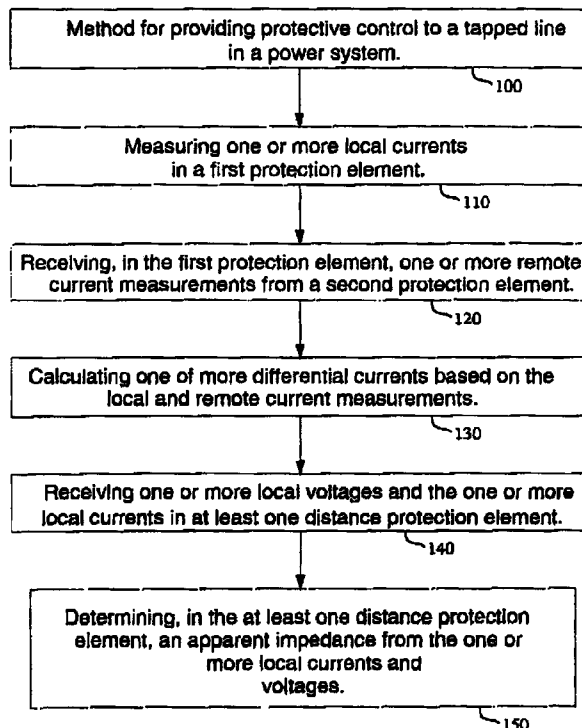 Method for providing protective control to a tapped line
in a power system.
100
Measuring one or more local currents
in a first protection element.
110
Receiving, in the first protection element, one or more remote
current measurements from a second protection element.
120
Calculating one of more differential currents based on the
local and remote current measurements.
130
Receiving one or more local voltages and the one or more
local currents in at least one distance protection element.
140
Determining, in the at least one distance protection
element, an apparent impedance from the one or
more local currents and
voltages.
150